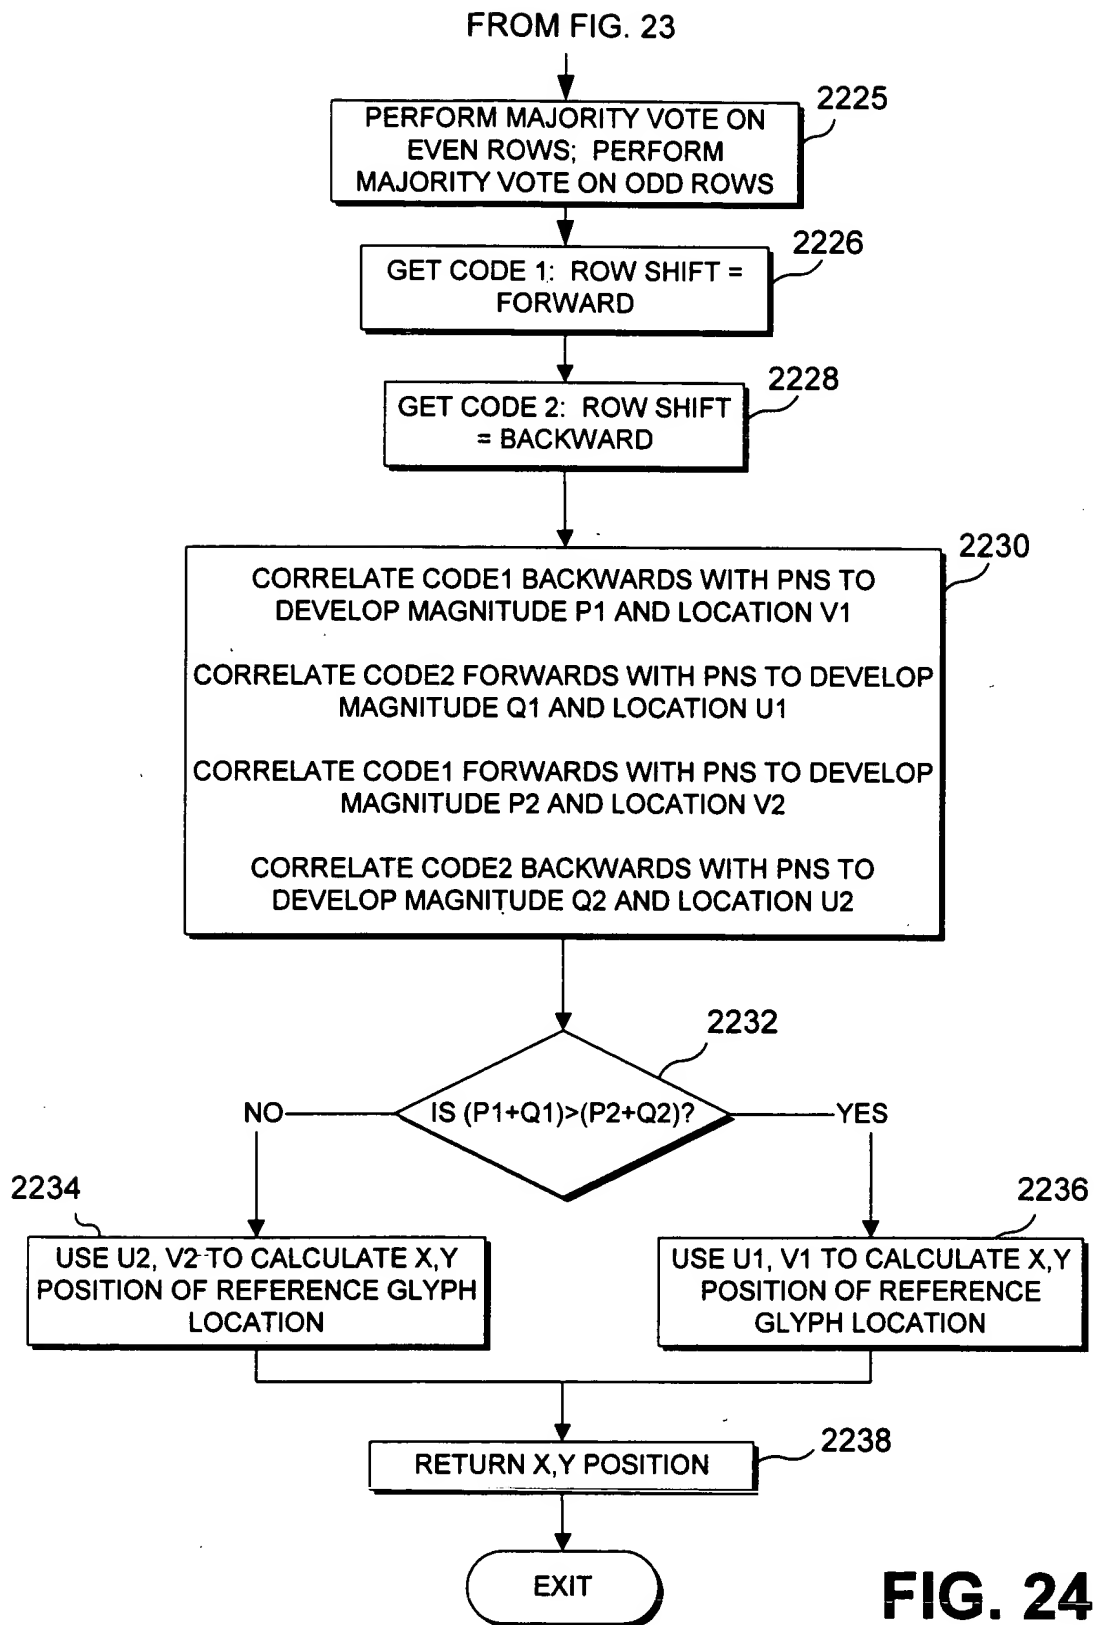 FROM FIG. 23
2225
PERFORM MAJORITY VOTE ON
EVEN ROWS; PERFORM
MAJORITY VOTE ON ODD ROWS
2226
GET CODE 1: ROW SHIFT =
FORWARD
2228
GET CODE 2: ROW SHIFT
= BACKWARD
2230
CORRELATE CODE1 BACKWARDS WITH PNS TO
DEVELOP MAGNITUDE P1 AND LOCATION V1
CORRELATE CODE2 FORWARDS WITH PNS TO DEVELOP
MAGNITUDE Q1 AND LOCATION U1
CORRELATE CODE1 FORWARDS WITH PNS TO DEVELOP
MAGNITUDE P2 AND LOCATION V2
CORRELATE CODE2 BACKWARDS WITH PNS TO
DEVELOP MAGNITUDE Q2 AND LOCATION U2
2232
NO
IS (P1+Q1)>(P2+Q2)?
YES
2234
USE U2, V2 TO CALCULATE X,Y
POSITION OF REFERENCE GLYPH
LOCATION
2236
USE U1, V1 TO CALCULATE X,Y
POSITION OF REFERENCE
GLYPH LOCATION
2238
RETURN X,Y POSITION
EXIT
FIG. 24